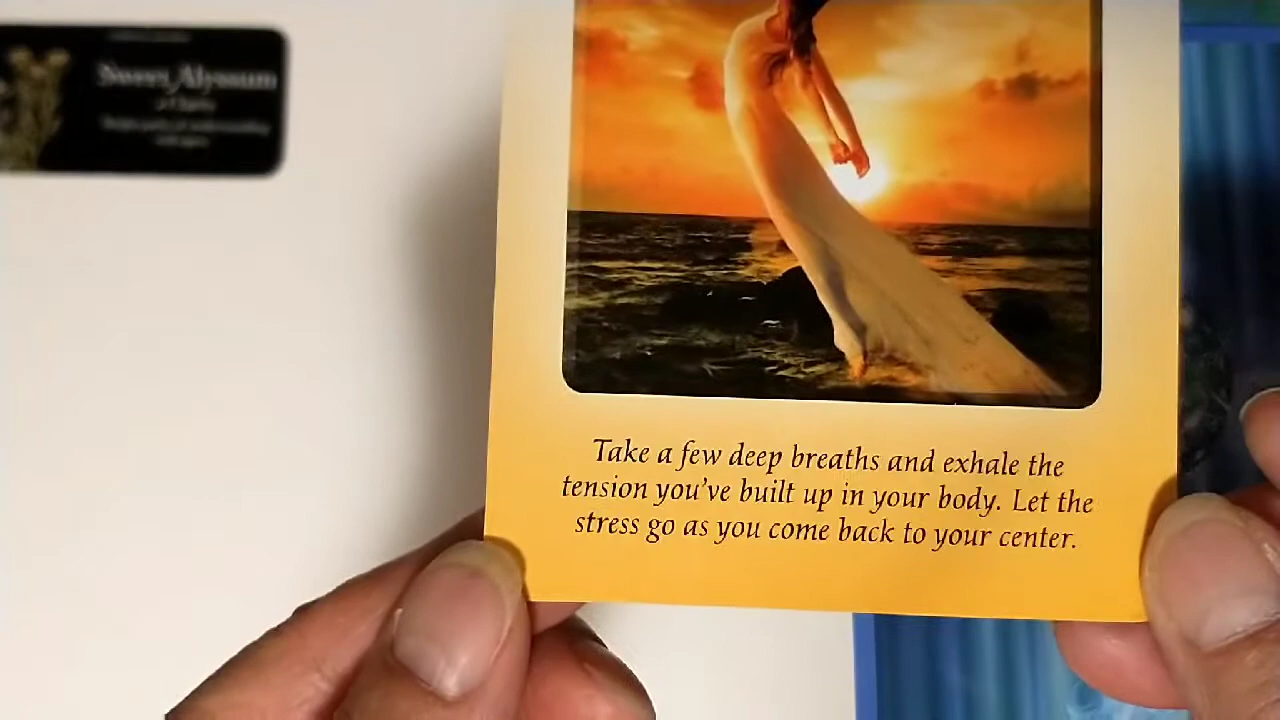 Sweet Alyssum
Take a few deep breaths and exhale the
tension you've built up in your body. Let the
stress go as you come back to your center.